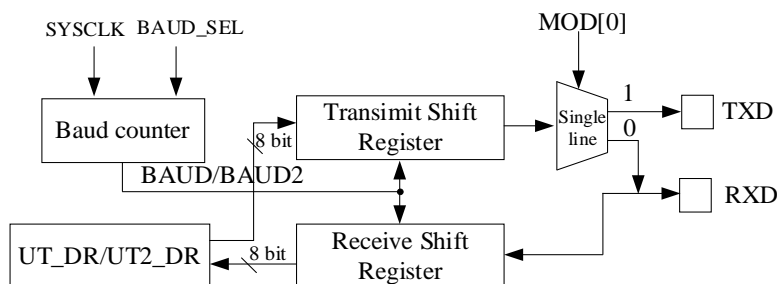 SYSCLK BAUD_SEL
MOD[0]
Baud counter
8 bit
Transimit Shift
Register
Single
line
1
0
TXD
RXD
BAUD/BAUD2
UT_DR/UT2_DR
8 bit
Receive Shift
Register